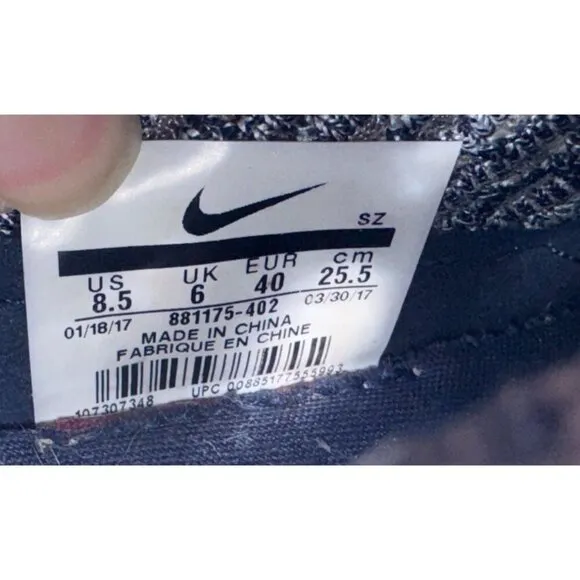 SZ
US UK EUR cm
8.5 6 40 25.5
01/18/17 881175-402 03/30/17
MADE IN CHINA
FABRIQUE EN CHINE
107307348 UPC 00885177555993